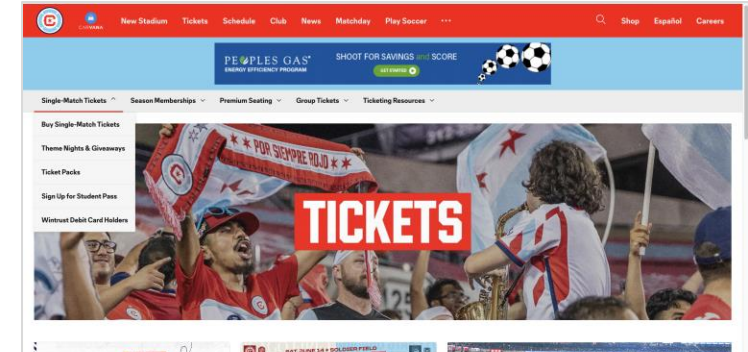 CARVANA
New Stadium Tickets Schedule Club News Matchday Play Soccer ••• Shop Español Careers
PEOPLES GAS®
ENERGY EFFICIENCY PROGRAM
SHOOT FOR SAVINGS and SCORE
GET STARTED
Single-Match Tickets Season Memberships Premium Seating Group Tickets Ticketing Resources
Buy Single-Match Tickets
Theme Nights & Giveaways
Ticket Packs
Sign Up for Student Pass
Wintrust Debit Card Holders
POR SIEMPRE ROJO
TICKETS
SAT JUNE 14 • SOLDIER FIELD